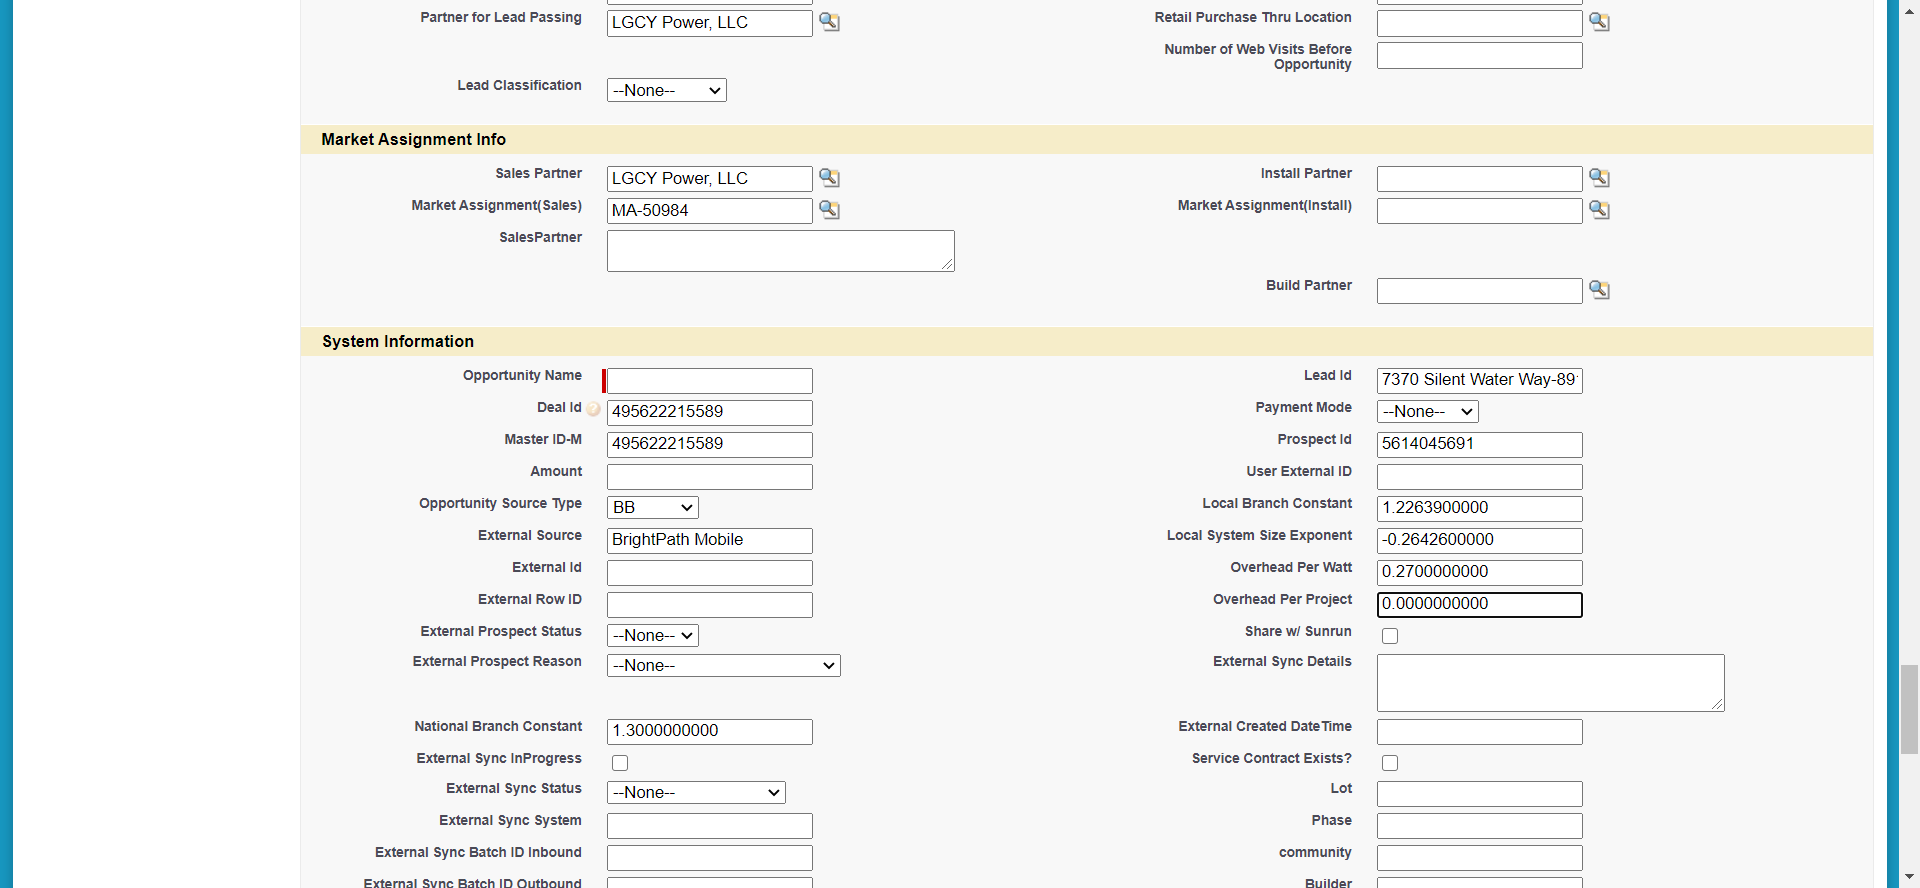 Partner for Lead Passing LGCY Power, LLC Retail Purchase Thru Location
Number of Web Visits Before
Opportunity
Lead Classification --None--
Market Assignment Info
Sales Partner LGCY Power, LLC Install Partner
Market Assignment(Sales) MA-50984 Market Assignment(Install)
SalesPartner
Build Partner
System Information
Opportunity Name Lead Id 7370 Silent Water Way-89
Deal Id ? 495622215589 Payment Mode --None--
Master ID-M 495622215589 Prospect Id 5614045691
Amount User External ID
Opportunity Source Type BB Local Branch Constant 1.2263900000
External Source BrightPath Mobile Local System Size Exponent -0.2642600000
External Id Overhead Per Watt 0.2700000000
External Row ID Overhead Per Project 0.0000000000
External Prospect Status --None-- Share w/ Sunrun
External Prospect Reason --None-- External Sync Details
National Branch Constant 1.3000000000 External Created DateTime
External Sync InProgress Service Contract Exists?
External Sync Status --None-- Lot
External Sync System Phase
External Sync Batch ID Inbound community
External Sync Batch ID Outbound Builder